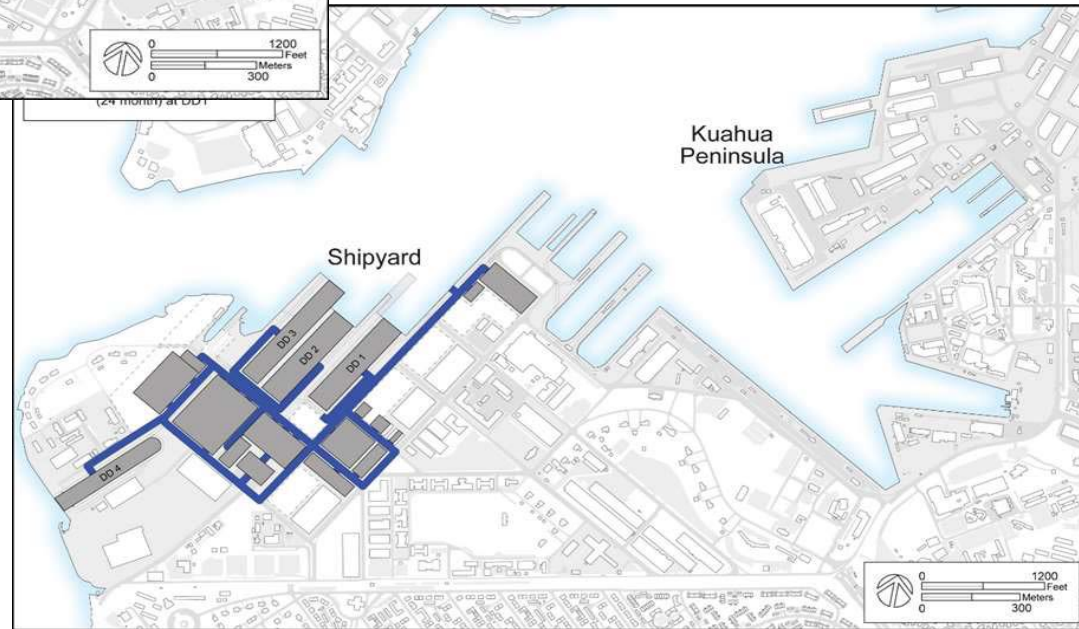 0 1200
Feet
Meters
0 300
(24 month) at DD1
Kuahua
Peninsula
Shipyard
DD 3
DD 2
DD 1
DD 4
0 1200
Feet
Meters
0 300